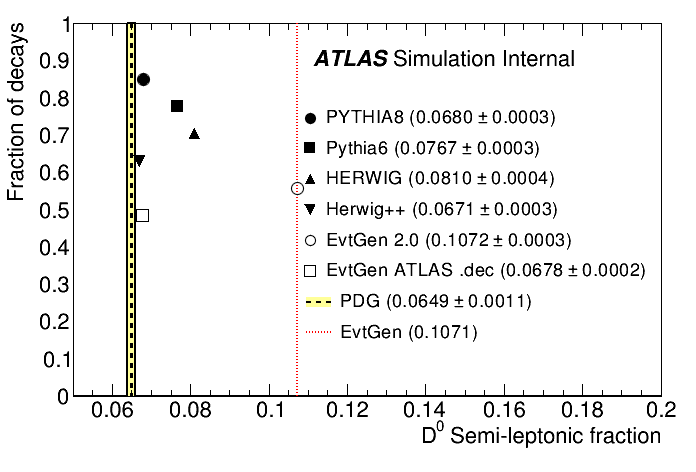 Fraction of decays
1
0.9
0.8
0.7
0.6
0.5
0.4
0.3
0.2
0.1
0
ATLAS Simulation Internal
PYTHIA8 (0.0680 ± 0.0003)
Pythia6 (0.0767 ± 0.0003)
HERWIG (0.0810 ± 0.0004)
Herwig++ (0.0671 ± 0.0003)
EvtGen 2.0 (0.1072 ± 0.0003)
EvtGen ATLAS .dec (0.0678 ± 0.0002)
PDG (0.0649 ± 0.0011)
EvtGen (0.1071)
0.06 0.08 0.1 0.12 0.14 0.16 0.18 0.2
D⁰ Semi-leptonic fraction